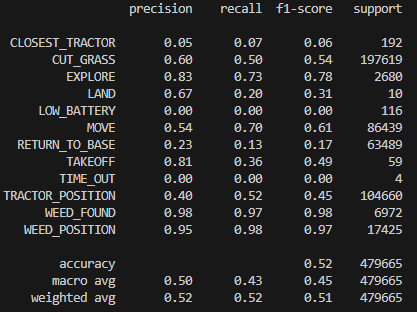 precision recall f1-score support
CLOSEST_TRACTOR 0.05 0.07 0.06 192
CUT_GRASS 0.60 0.50 0.54 197619
EXPLORE 0.83 0.73 0.78 2680
LAND 0.67 0.20 0.31 10
LOW_BATTERY 0.00 0.00 0.00 116
MOVE 0.54 0.70 0.61 86439
RETURN_TO_BASE 0.23 0.13 0.17 63489
TAKEOFF 0.81 0.36 0.49 59
TIME_OUT 0.00 0.00 0.00 4
TRACTOR_POSITION 0.40 0.52 0.45 104660
WEED_FOUND 0.98 0.97 0.98 6972
WEED_POSITION 0.95 0.98 0.97 17425
accuracy 0.52 479665
macro avg 0.50 0.43 0.45 479665
weighted avg 0.52 0.52 0.51 479665